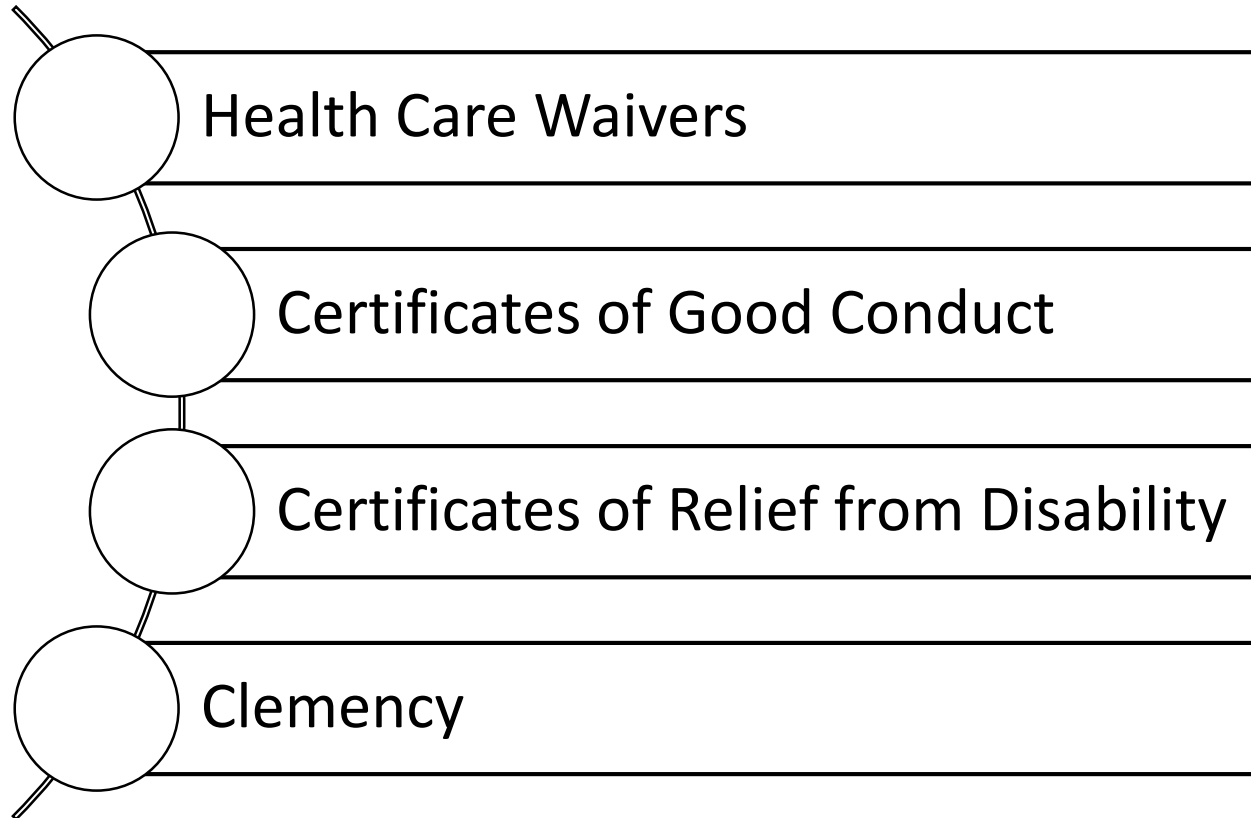 Health Care Waivers
Certificates of Good Conduct
Certificates of Relief from Disability
Clemency